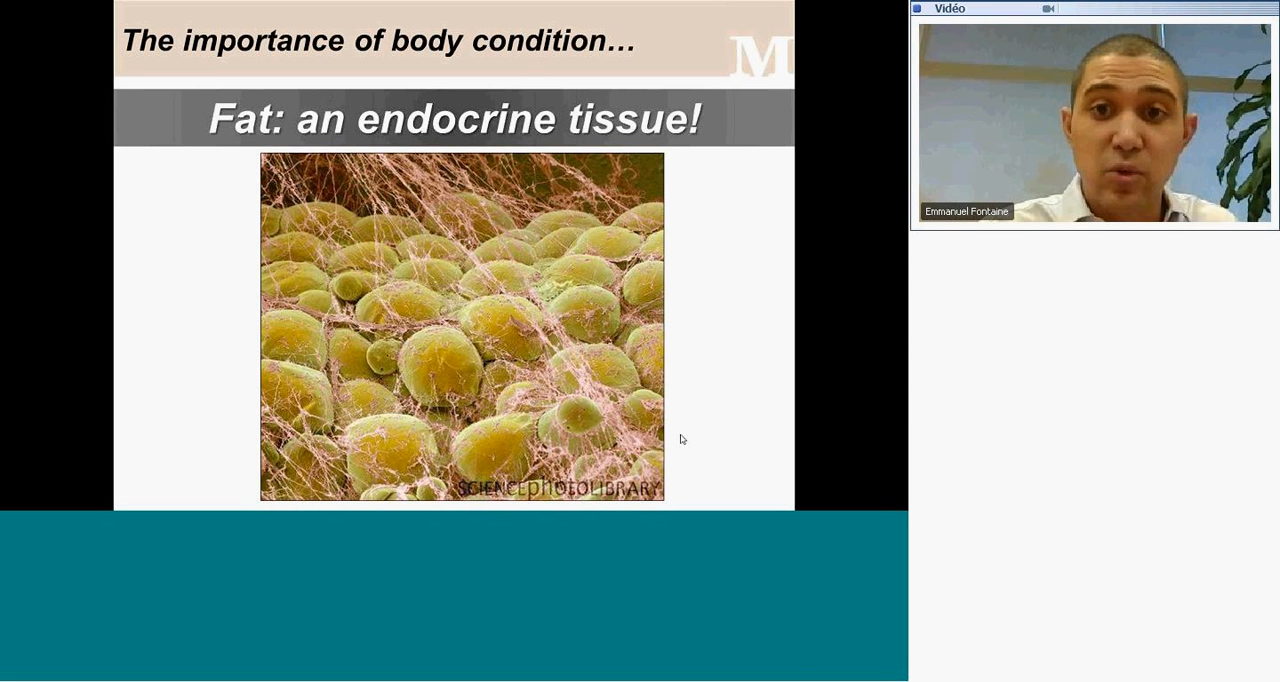 The importance of body condition…
M
Fat: an endocrine tissue!
SCIENCEphOtOLIBRARY
Vidéo
Emmanuel Fontaine